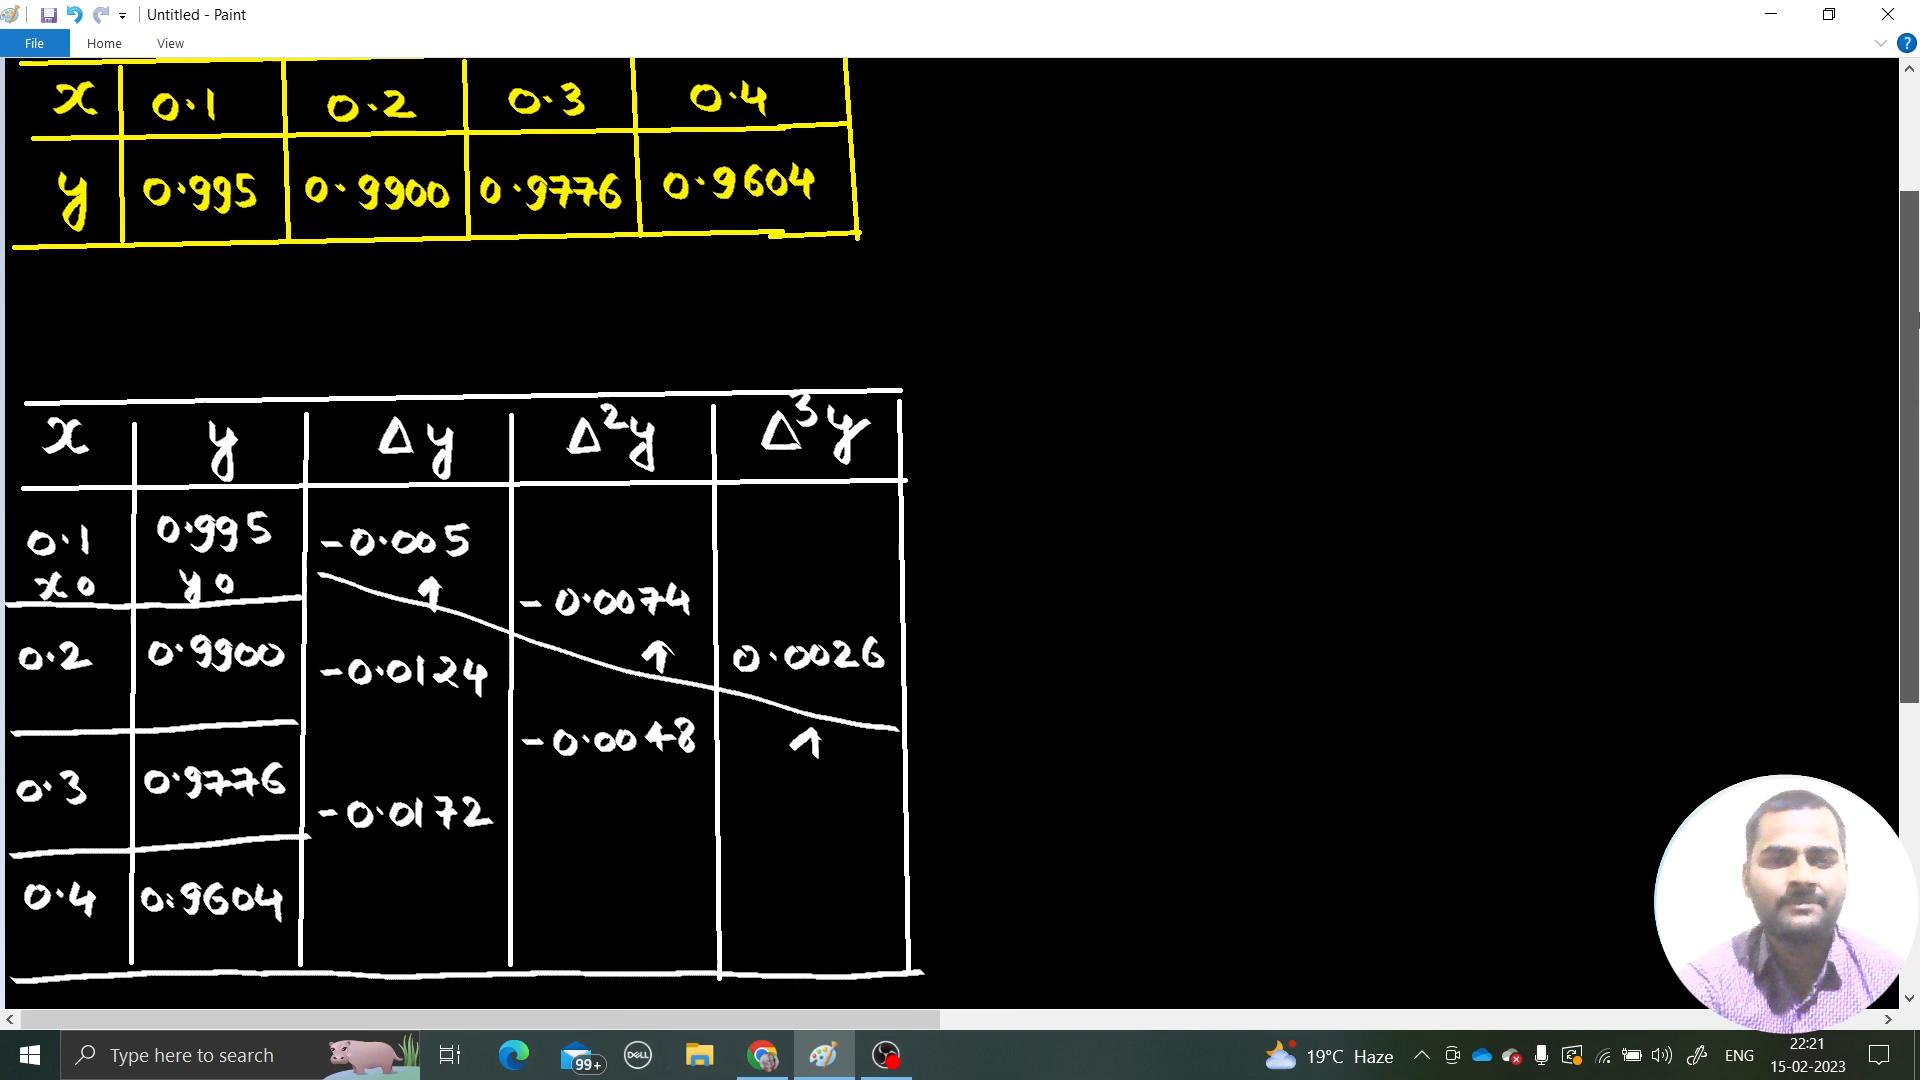 Untitled - Paint
File Home View
x 0.1 0.2 0.3 0.4
y 0.995 0.9900 0.9776 0.9604
x y Δy Δ²y Δ³y
0.1 0.995 -0.005
x0 y0
-0.0074
0.2 0.9900 -0.0124 0.0026
-0.0048
0.3 0.9776 -0.0172
0.4 0.9604
Type here to search 99+ DELL 19°C Haze ENG 22:21
15-02-2023